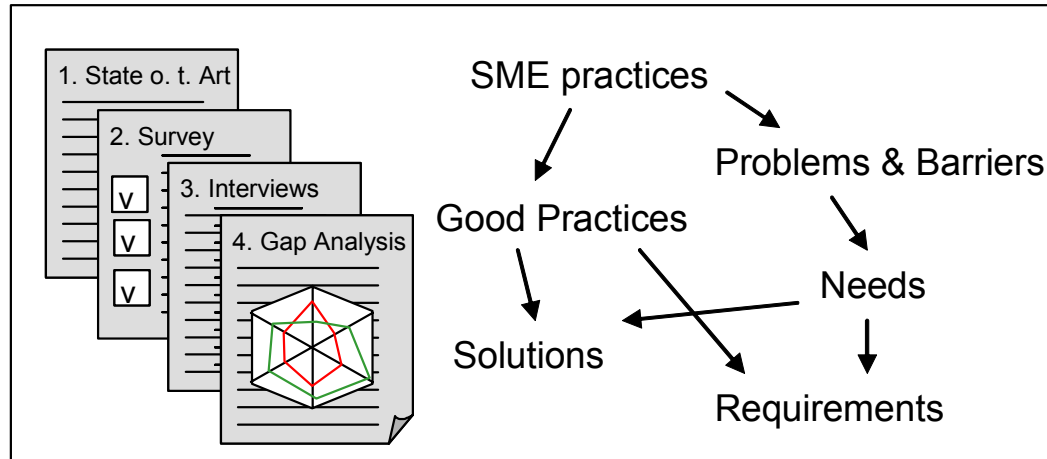 1. State o. t. Art
2. Survey
v
v
v
3. Interviews
4. Gap Analysis
SME practices
Problems & Barriers
Good Practices
Needs
Solutions
Requirements